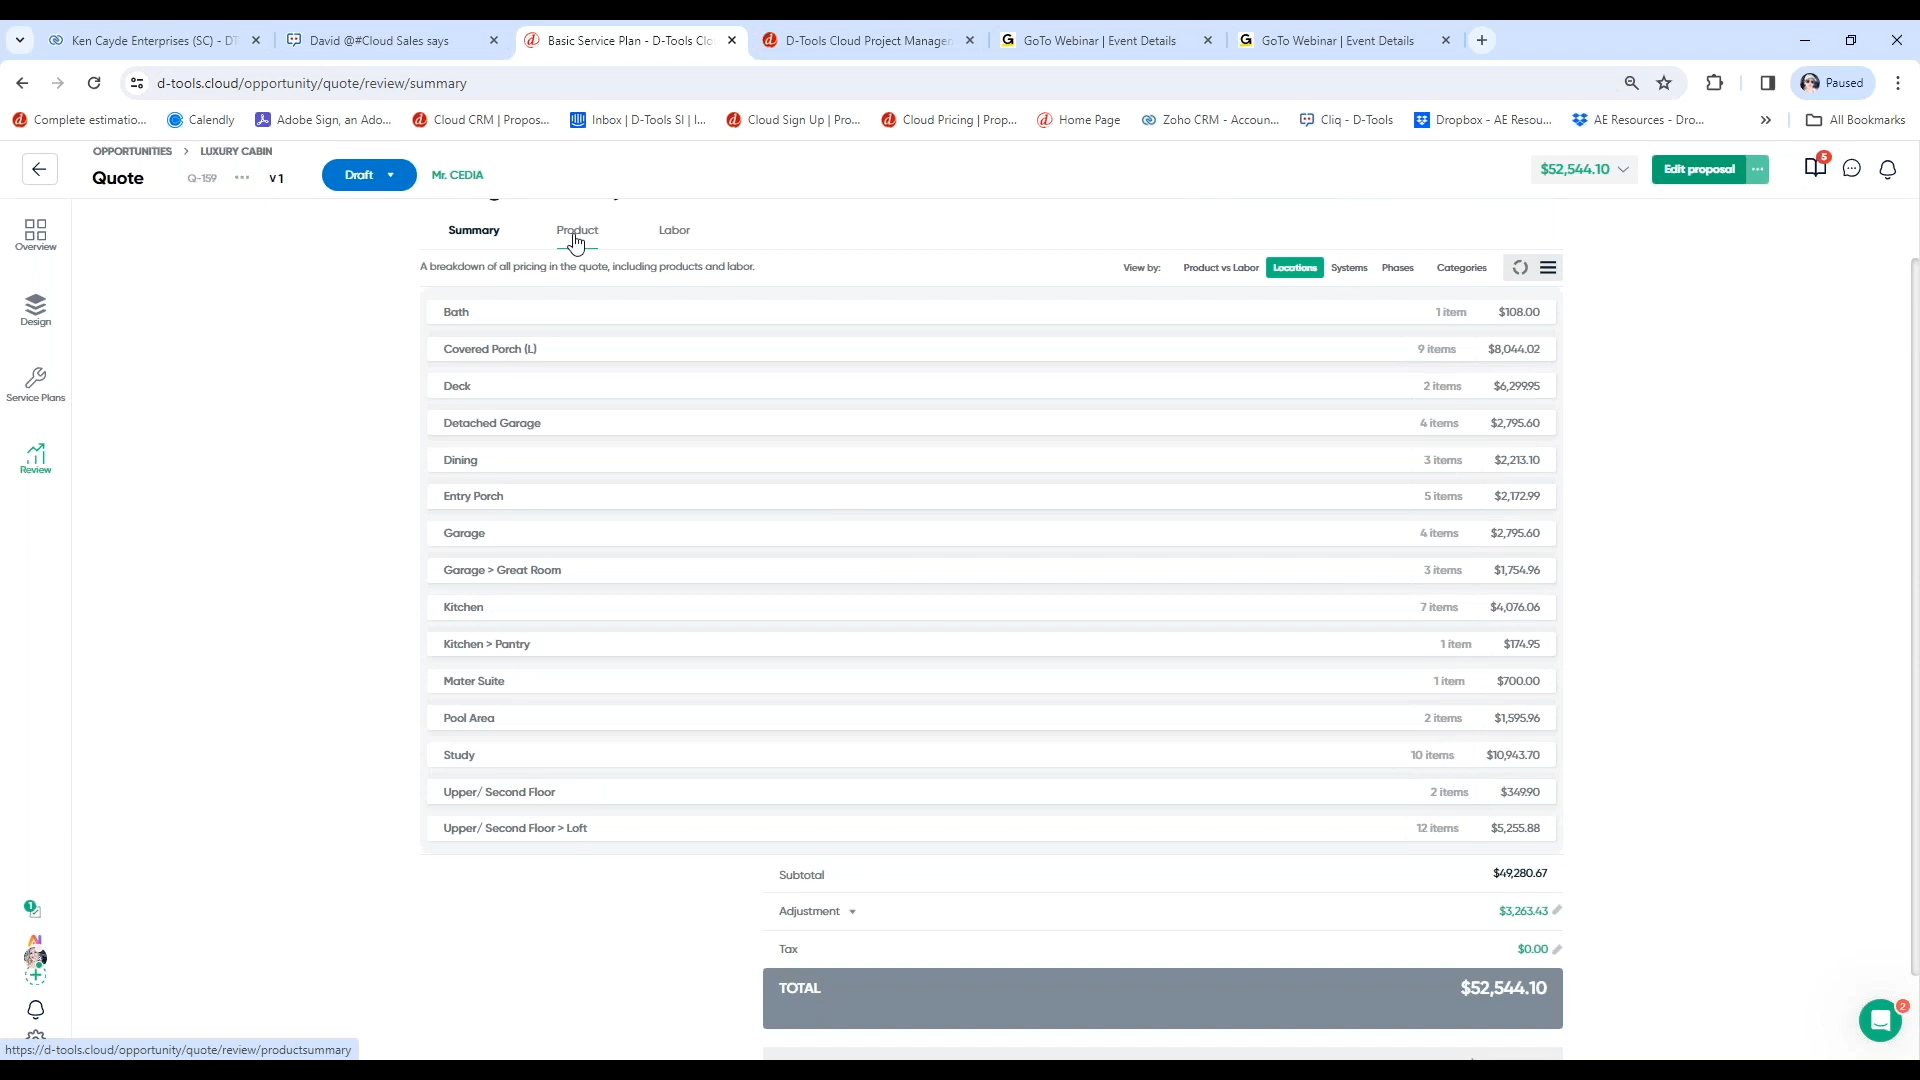 Ken Cayde Enterprises (SC) - DT
David @#Cloud Sales says
Basic Service Plan - D-Tools Clo
D-Tools Cloud Project Manager
GoTo Webinar | Event Details
GoTo Webinar | Event Details
d-tools.cloud/opportunity/quote/review/summary
Paused
Complete estimatio...
Calendly
Adobe Sign, an Ado...
Cloud CRM | Propos...
Inbox | D-Tools SI | I...
Cloud Sign Up | Pro...
Cloud Pricing | Prop...
Home Page
Zoho CRM - Accoun...
Cliq - D-Tools
Dropbox - AE Resou...
AE Resources - Dro...
All Bookmarks
OPPORTUNITIES > LUXURY CABIN
Quote
Q-159
v 1
Draft
Mr. CEDIA
$52,544.10
Edit proposal
5
Overview
Design
Service Plans
Review
1
AI
Summary
Product
Labor
A breakdown of all pricing in the quote, including products and labor.
View by:
Product vs Labor
Locations
Systems
Phases
Categories
Bath 1 item $108.00
Covered Porch (L) 9 items $8,044.02
Deck 2 items $6,299.95
Detached Garage 4 items $2,795.60
Dining 3 items $2,213.10
Entry Porch 5 items $2,172.99
Garage 4 items $2,795.60
Garage > Great Room 3 items $1,754.96
Kitchen 7 items $4,076.06
Kitchen > Pantry 1 item $174.95
Mater Suite 1 item $700.00
Pool Area 2 items $1,595.96
Study 10 items $10,943.70
Upper/ Second Floor 2 items $349.90
Upper/ Second Floor > Loft 12 items $5,255.88
Subtotal $49,280.67
Adjustment $3,263.43
Tax $0.00
TOTAL $52,544.10
2
https://d-tools.cloud/opportunity/quote/review/productsummary